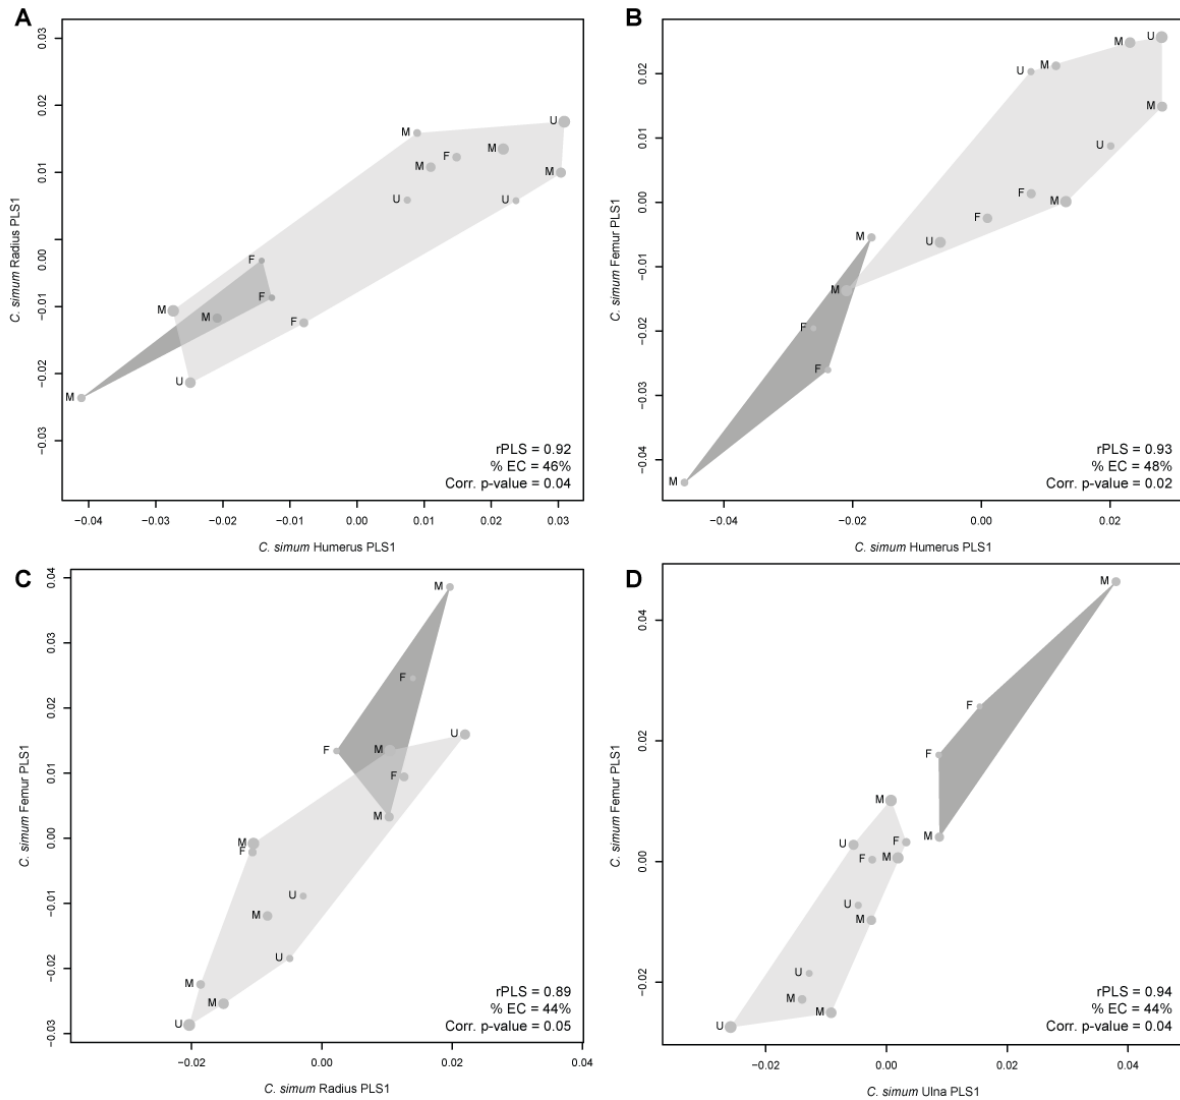 A
0.03
0.02
0.01
0.00
−0.01
−0.02
−0.03
C. simum Radius PLS1
U
M
M
F
M
M
U
U
F
F
M
M
F
U
M
rPLS = 0.92
% EC = 46%
Corr. p-value = 0.04
−0.04
−0.03
−0.02
−0.01
0.00
0.01
0.02
0.03
C. simum Humerus PLS1
B
0.02
0.01
0.00
−0.01
−0.02
−0.03
−0.04
C. simum Femur PLS1
U
M
M
U
M
U
F
M
F
U
M
M
F
F
M
rPLS = 0.93
% EC = 48%
Corr. p-value = 0.02
−0.04
−0.02
0.00
0.02
C. simum Humerus PLS1
C
0.04
0.03
0.02
0.01
0.00
−0.01
−0.02
−0.03
C. simum Femur PLS1
M
F
U
F
M
F
M
M
F
U
M
U
M
M
U
rPLS = 0.89
% EC = 44%
Corr. p-value = 0.05
−0.02
0.00
0.02
0.04
C. simum Radius PLS1
D
0.04
0.02
0.00
−0.02
C. simum Femur PLS1
M
F
F
M
M
U
F
F
M
U
M
U
M
M
U
rPLS = 0.94
% EC = 44%
Corr. p-value = 0.04
−0.02
0.00
0.02
0.04
C. simum Ulna PLS1